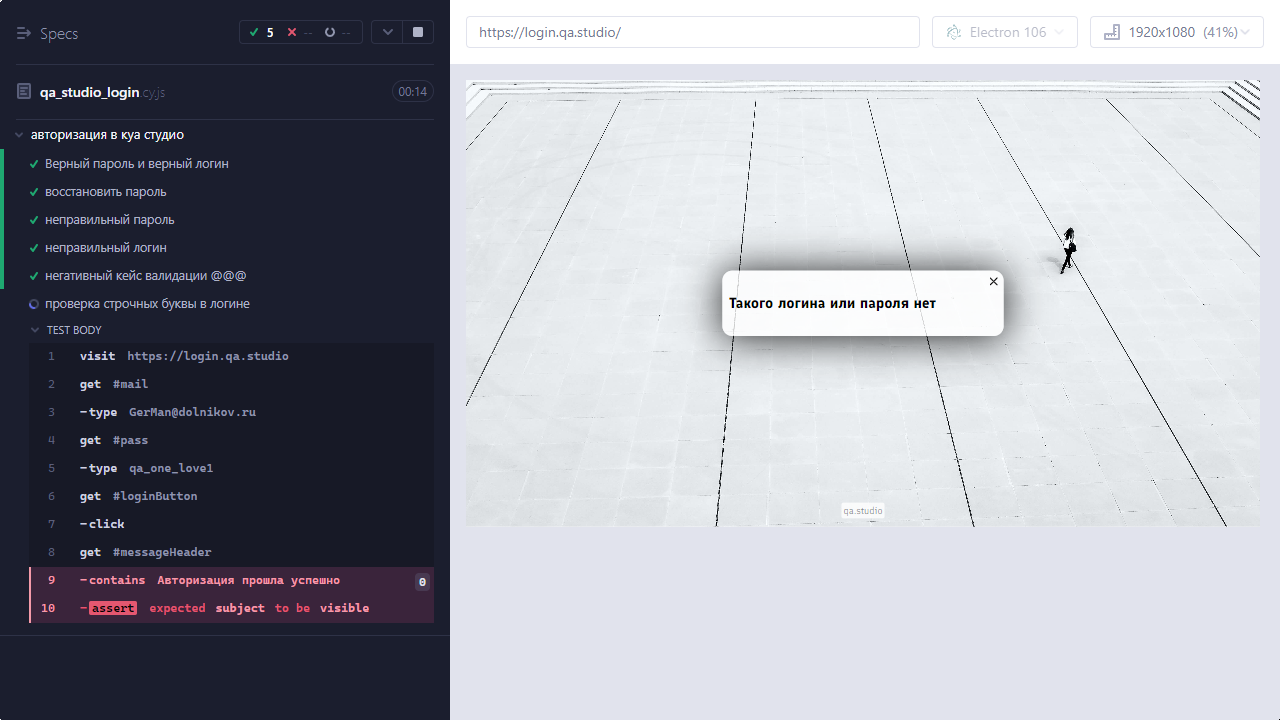 Specs
5
--
--
qa_studio_login.cy.js
00:14
авторизация в куа студио
Верный пароль и верный логин
восстановить пароль
неправильный пароль
неправильный логин
негативный кейс валидации @@@
проверка строчных буквы в логине
TEST BODY
1 visit https://login.qa.studio
2 get #mail
3 -type GerMan@dolnikov.ru
4 get #pass
5 -type qa_one_love1
6 get #loginButton
7 -click
8 get #messageHeader
9 -contains Авторизация прошла успешно 0
10 -assert expected subject to be visible
https://login.qa.studio/
Electron 106
1920x1080 (41%)
Такого логина или пароля нет
qa.studio